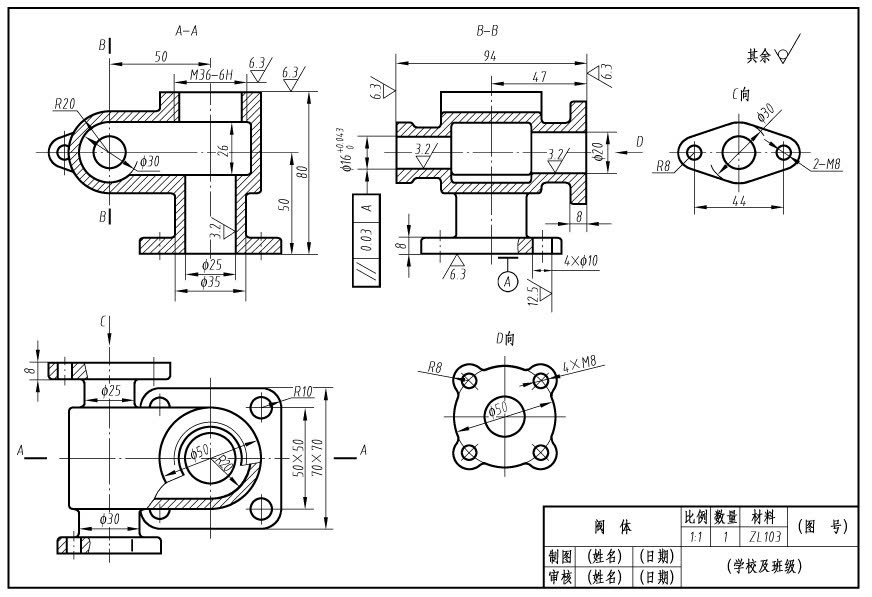 A-A
B
50
M36-6H
6.3
6.3
R20
φ30
26
80
50
B
3.2
φ25
φ35
B-B
94
47
6.3
6.3
φ16 +0.043 0
3.2
3.2
φ20
D
// 0.03 A
8
8
6.3
A
4×φ10
12.5
其余
C向
φ30
R8
2-M8
44
C
8
φ25
R10
A
A
φ50
R20
50×50
70×70
φ30
D向
R8
4×M8
φ50
阀 体
比例 数量 材料
(图 号)
1:1 1 ZL103
制图 (姓名) (日期)
(学校及班级)
审核 (姓名) (日期)